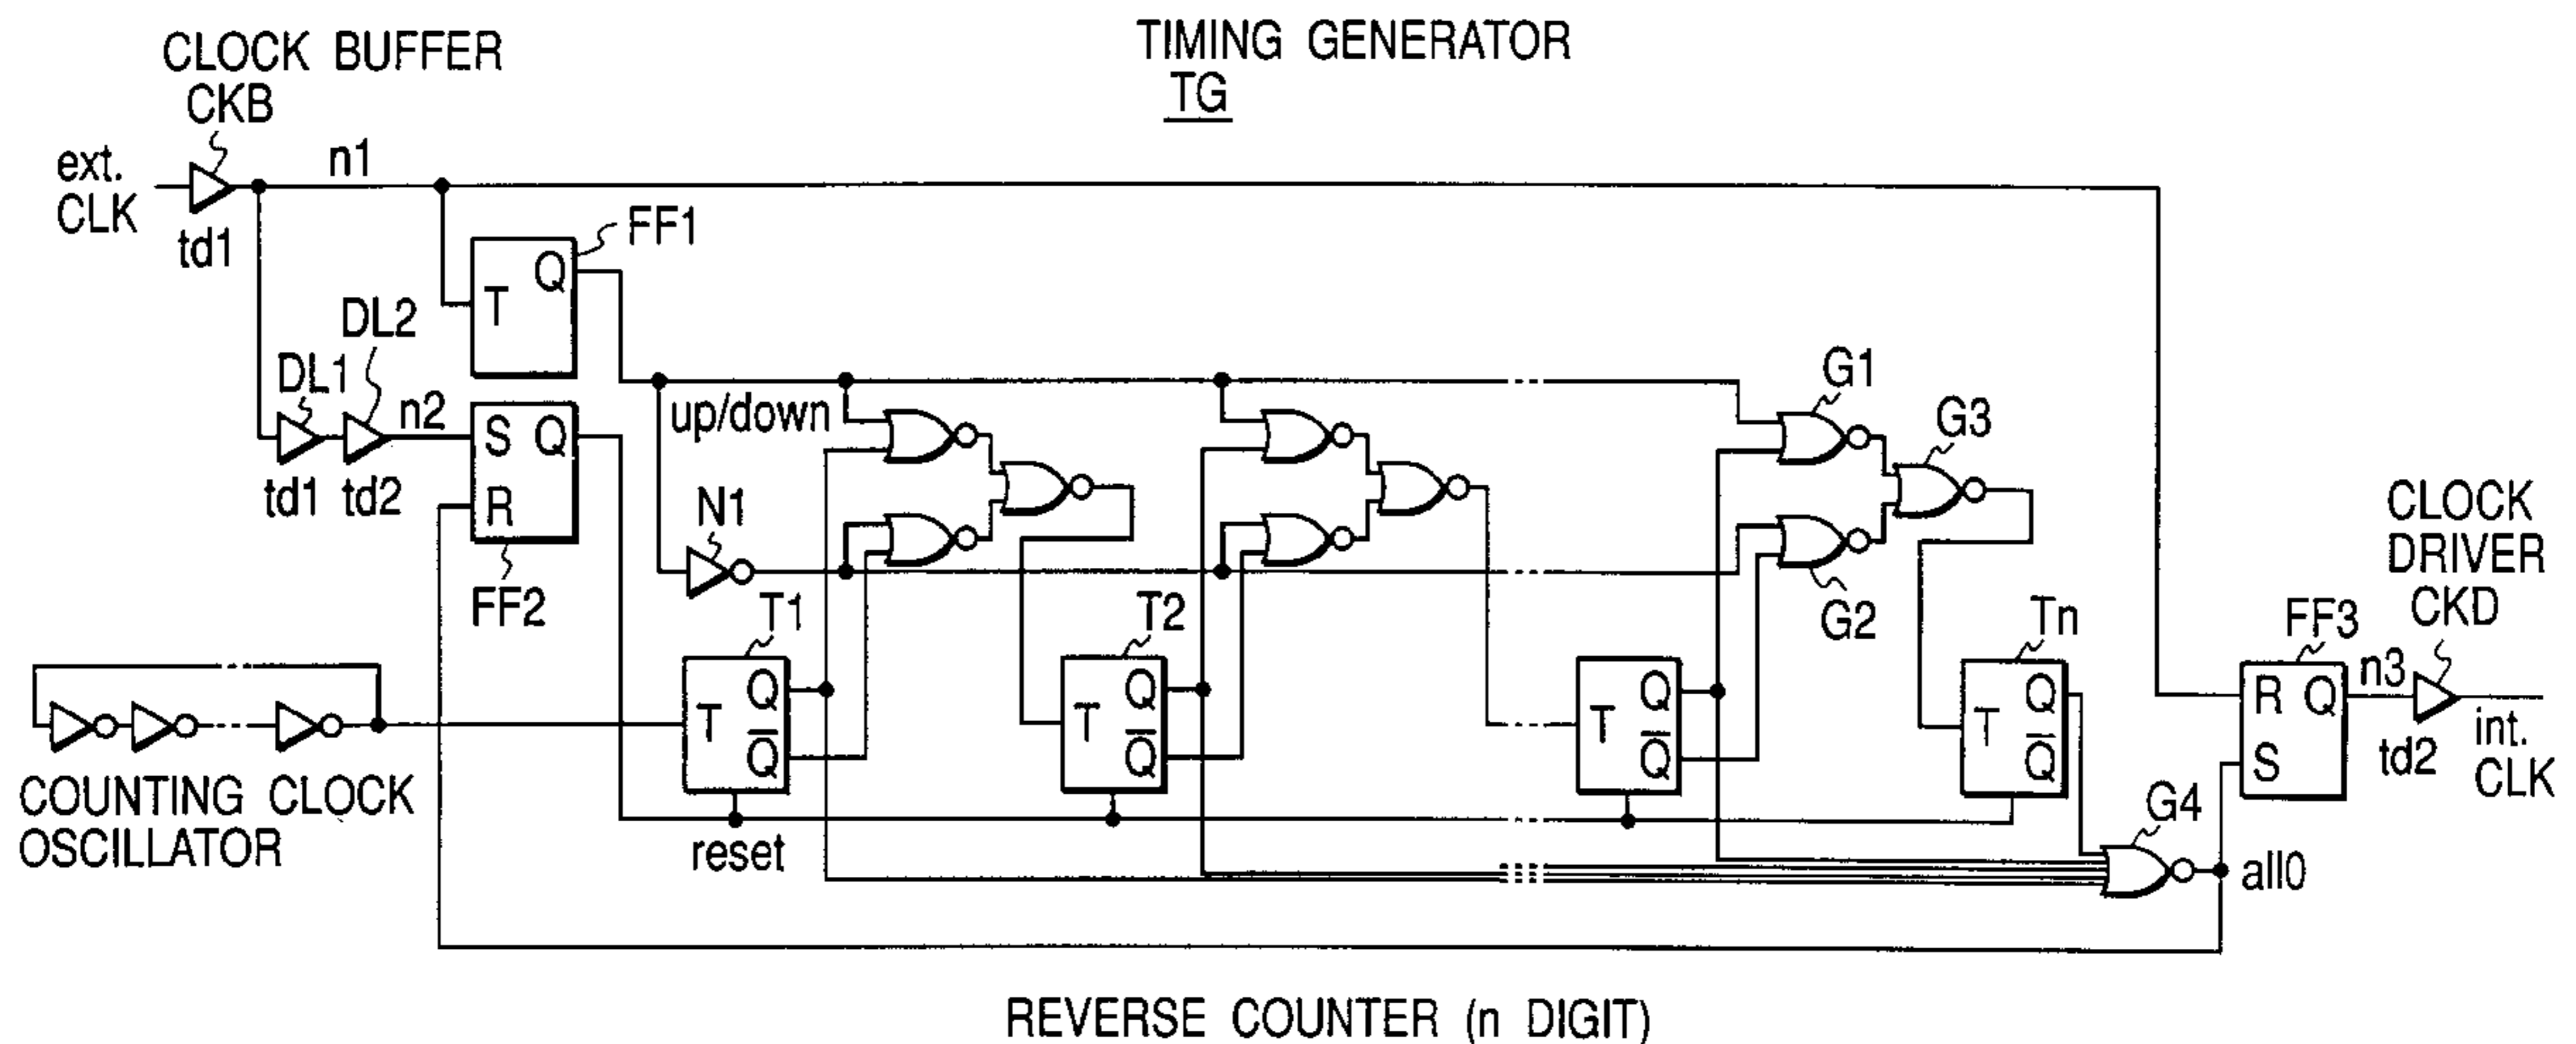 TIMING GENERATOR
TG
CLOCK BUFFER
CKB
ext.
CLK
n1
td1
FF1
T Q
DL2
DL1
n2
td1 td2
S Q
R
FF2
up/down
N1
G1
G3
G2
CLOCK
DRIVER
CKD
T1
T2
Tn
FF3
n3
T Q Q̅
T Q Q̅
T Q Q̅
T Q Q̅
R Q
S
td2
int.
CLK
COUNTING CLOCK
OSCILLATOR
reset
G4
all0
REVERSE COUNTER (n DIGIT)